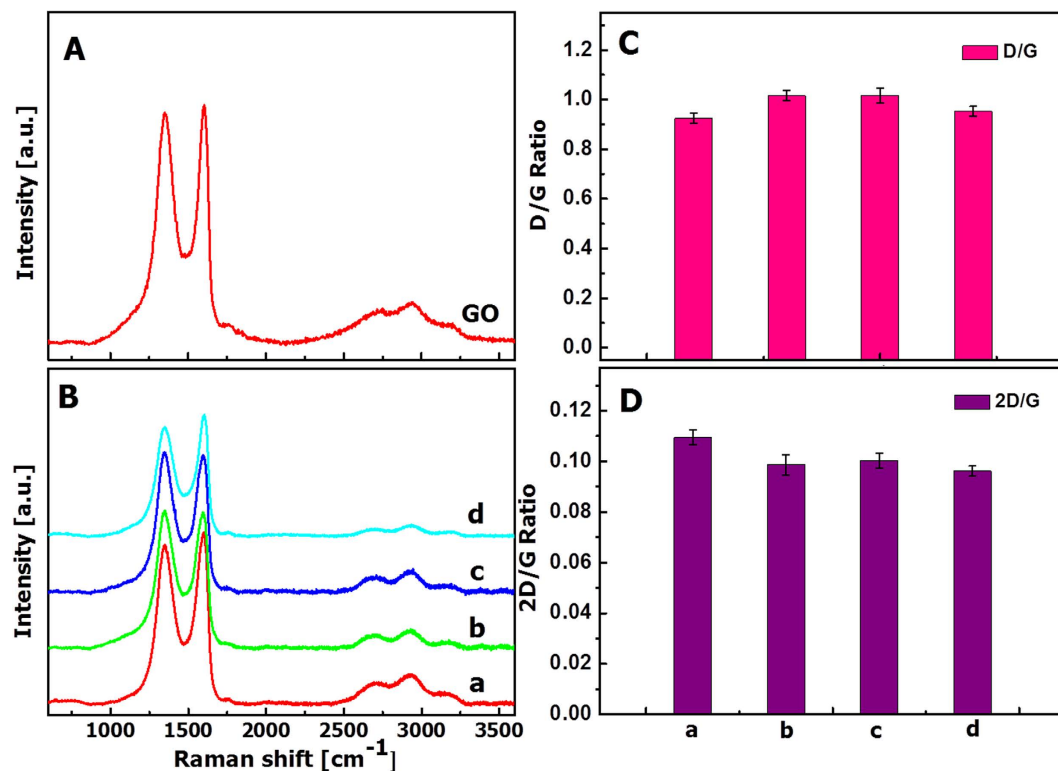 A
Intensity [a.u.]
GO
B
Intensity [a.u.]
d
c
b
a
1000 1500 2000 2500 3000 3500
Raman shift [cm-1]
C
D/G
1.2
1.0
0.8
0.6
0.4
0.2
0.0
D/G Ratio
D
2D/G
0.12
0.10
0.08
0.06
0.04
0.02
0.00
2D/G Ratio
a b c d